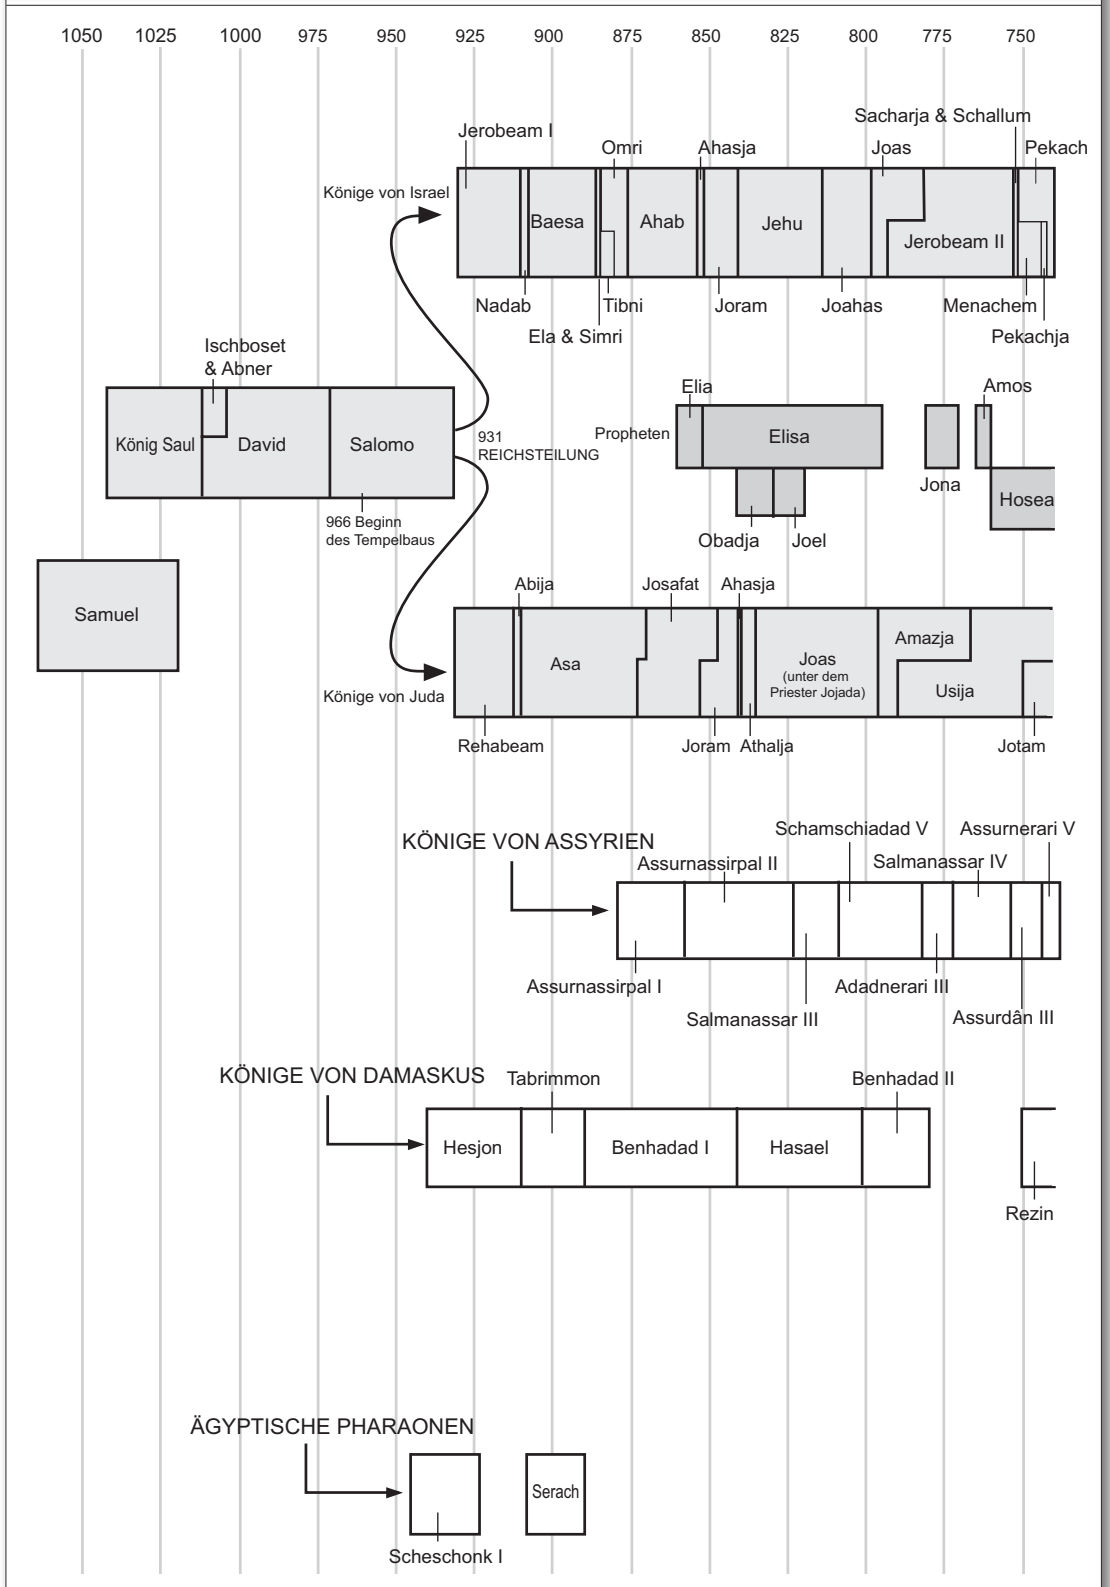 1050 1025 1000 975 950 925 900 875 850 825 800 775 750
Sacharja & Schallum
Jerobeam I
Omri
Ahasja
Joas
Pekach
Könige von Israel
Baesa
Ahab
Jehu
Jerobeam II
Nadab
Tibni
Joram
Joahas
Menachem
Ela & Simri
Pekachja
Ischboset
& Abner
König Saul
David
Salomo
931
REICHSTEILUNG
966 Beginn
des Tempelbaus
Propheten
Elia
Elisa
Amos
Jona
Hosea
Obadja
Joel
Samuel
Abija
Josafat
Ahasja
Asa
Joas
(unter dem
Priester Jojada)
Amazja
Usija
Könige von Juda
Rehabeam
Joram
Athalja
Jotam
KÖNIGE VON ASSYRIEN
Schamschiadad V
Assurnerari V
Assurnassirpal II
Salmanassar IV
Assurnassirpal I
Adadnerari III
Salmanassar III
Assurdân III
KÖNIGE VON DAMASKUS
Tabrimmon
Benhadad II
Hesjon
Benhadad I
Hasael
Rezin
ÄGYPTISCHE PHARAONEN
Serach
Scheschonk I